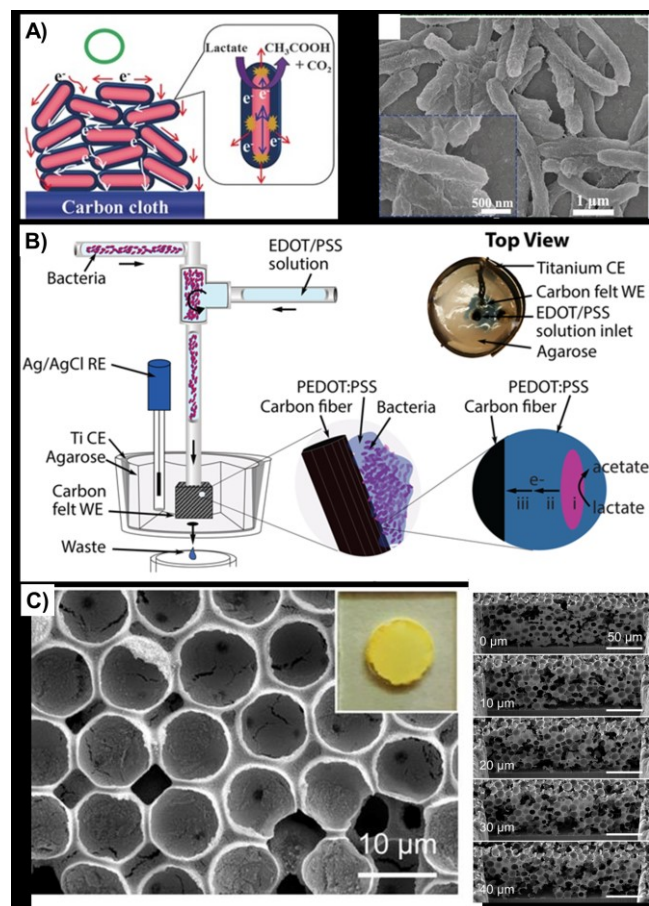 A)
Lactate
CH₃COOH
+ CO₂
e⁻
e⁻
e⁻
e⁻
e⁻
e⁻
e⁻
Carbon cloth
500 nm
1 μm
B)
Bacteria
EDOT/PSS
solution
Top View
Titanium CE
Carbon felt WE
EDOT/PSS
solution inlet
Agarose
Ag/AgCl RE
Ti CE
Agarose
Carbon
felt WE
Waste
PEDOT:PSS
Carbon fiber
Bacteria
PEDOT:PSS
Carbon fiber
acetate
e-
iii
ii
i
lactate
C)
10 μm
0 μm
50 μm
10 μm
20 μm
30 μm
40 μm